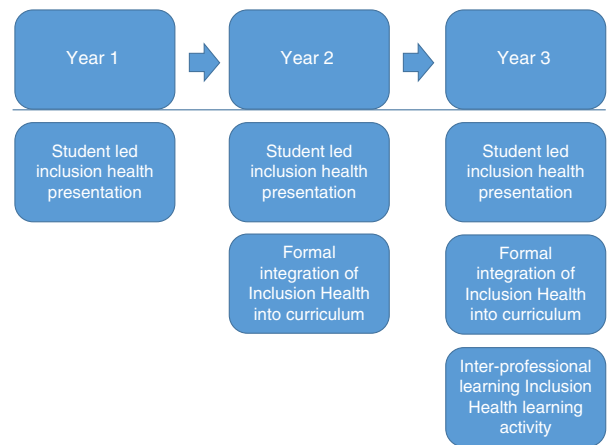 Year 1
Year 2
Year 3
Student led
inclusion health
presentation
Student led
inclusion health
presentation
Student led
inclusion health
presentation
Formal
integration of
Inclusion Health
into curriculum
Formal
integration of
Inclusion Health
into curriculum
Inter-professional
learning Inclusion
Health learning
activity